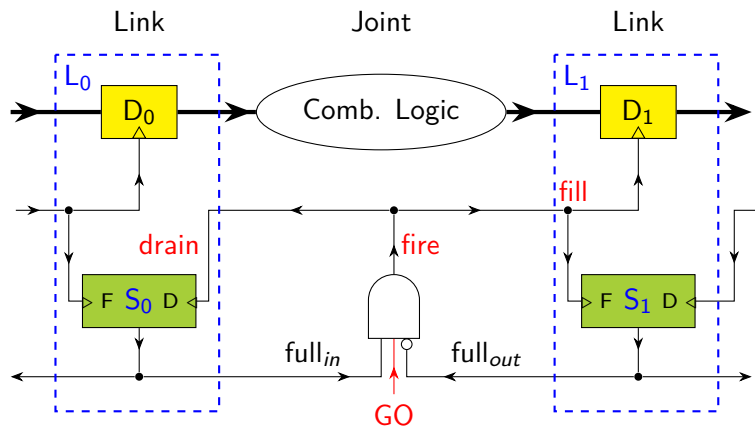 Link Joint Link
L0 L1
D0 Comb. Logic D1
fill
drain fire
F S0 D F S1 D
fullin fullout
GO